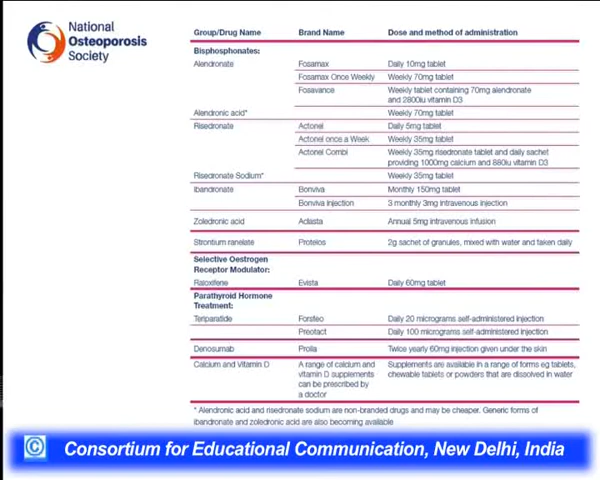 National
Osteoporosis
Society
Group/Drug Name Brand Name Dose and method of administration
Bisphosphonates:
Alendronate Fosamax Daily 10mg tablet
Fosamax Once Weekly Weekly 70mg tablet
Fosavance Weekly tablet containing 70mg alendronate
and 2800iu vitamin D3
Alendronic acid* Weekly 70mg tablet
Risedronate Actonel Daily 5mg tablet
Actonel once a Week Weekly 35mg tablet
Actonel Combi Weekly 35mg risedronate tablet and daily sachet
providing 1000mg calcium and 880iu vitamin D3
Risedronate Sodium* Weekly 35mg tablet
Ibandronate Bonviva Monthly 150mg tablet
Bonviva Injection 3 monthly 3mg intravenous injection
Zoledronic acid Aclasta Annual 5mg intravenous infusion
Strontium ranelate Protelos 2g sachet of granules, mixed with water and taken daily
Selective Oestrogen
Receptor Modulator:
Raloxifene Evista Daily 60mg tablet
Parathyroid Hormone
Treatment:
Teriparatide Forsteo Daily 20 micrograms self-administered injection
Preotact Daily 100 micrograms self-administered injection
Denosumab Prolia Twice yearly 60mg injection given under the skin
Calcium and Vitamin D A range of calcium and Supplements are available in a range of forms eg tablets,
vitamin D supplements chewable tablets or powders that are dissolved in water
can be prescribed by
a doctor
* Alendronic acid and risedronate sodium are non-branded drugs and may be cheaper. Generic forms of
ibandronate and zoledronic acid are also becoming available
© Consortium for Educational Communication, New Delhi, India